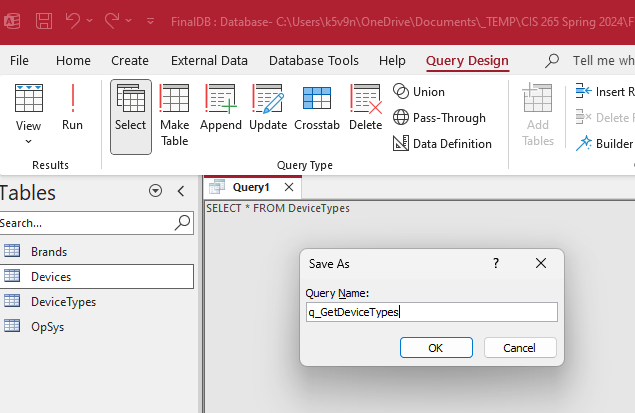 FinalDB : Database- C:\Users\k5v9n\OneDrive\Documents\_TEMP\CIS 265 Spring 2024\F
File Home Create External Data Database Tools Help Query Design Tell me wh
View
Run
Select
Make Table
Append
Update
Crosstab
Delete
Union
Pass-Through
Data Definition
Add Tables
Insert R
Delete R
Builder
Results
Query Type
Tables
Search...
Brands
Devices
DeviceTypes
OpSys
Query1
SELECT * FROM DeviceTypes
Save As
?
Query Name:
q_GetDeviceTypes
OK
Cancel